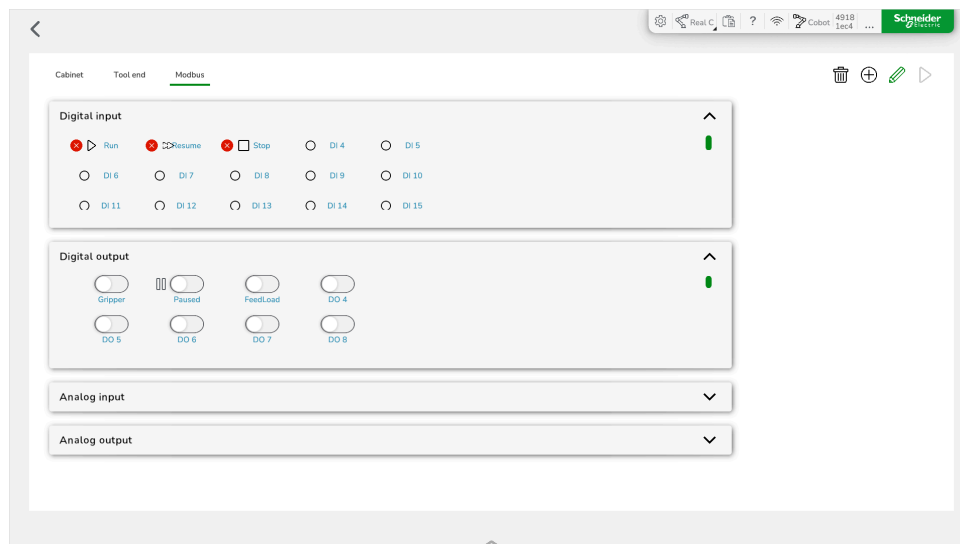 Real C
?
Cobot
4918
1ec4
...
Schneider
Electric
Cabinet Tool end Modbus
Digital input
Run Resume Stop DI 4 DI 5
DI 6 DI 7 DI 8 DI 9 DI 10
DI 11 DI 12 DI 13 DI 14 DI 15
Digital output
Gripper Paused FeedLoad DO 4
DO 5 DO 6 DO 7 DO 8
Analog input
Analog output